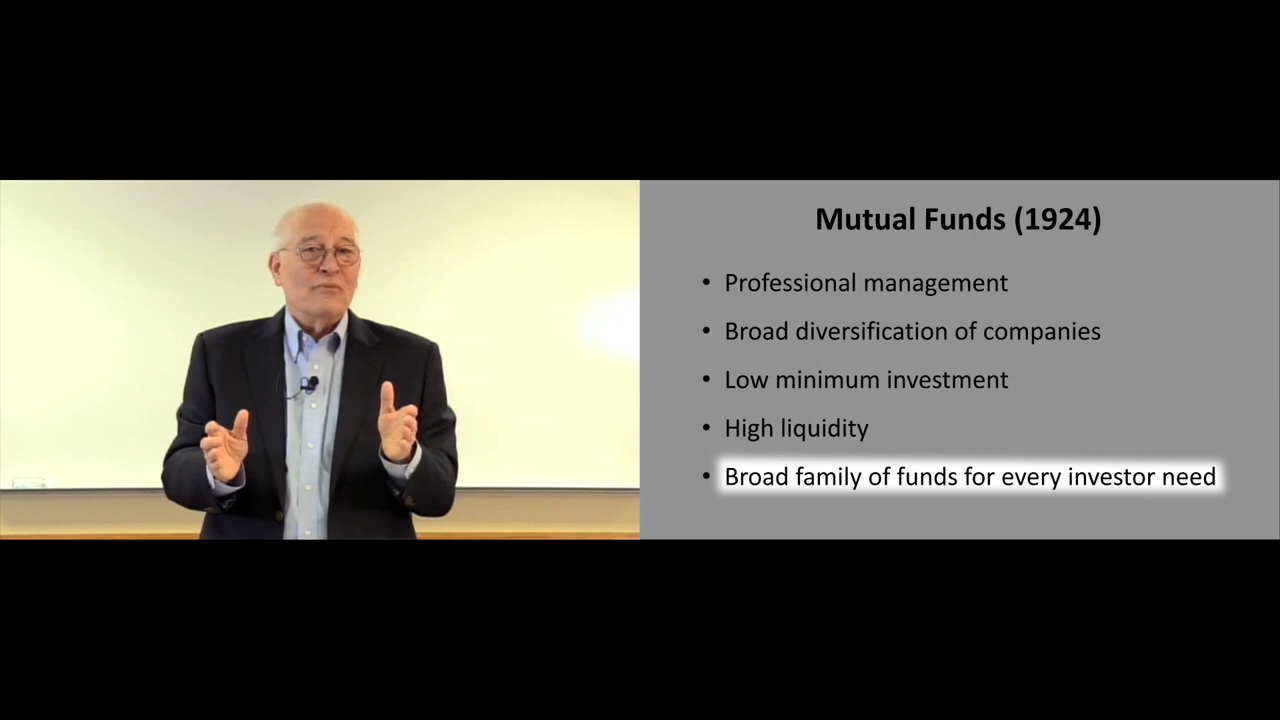 Mutual Funds (1924)
• Professional management
• Broad diversification of companies
• Low minimum investment
• High liquidity
• Broad family of funds for every investor need